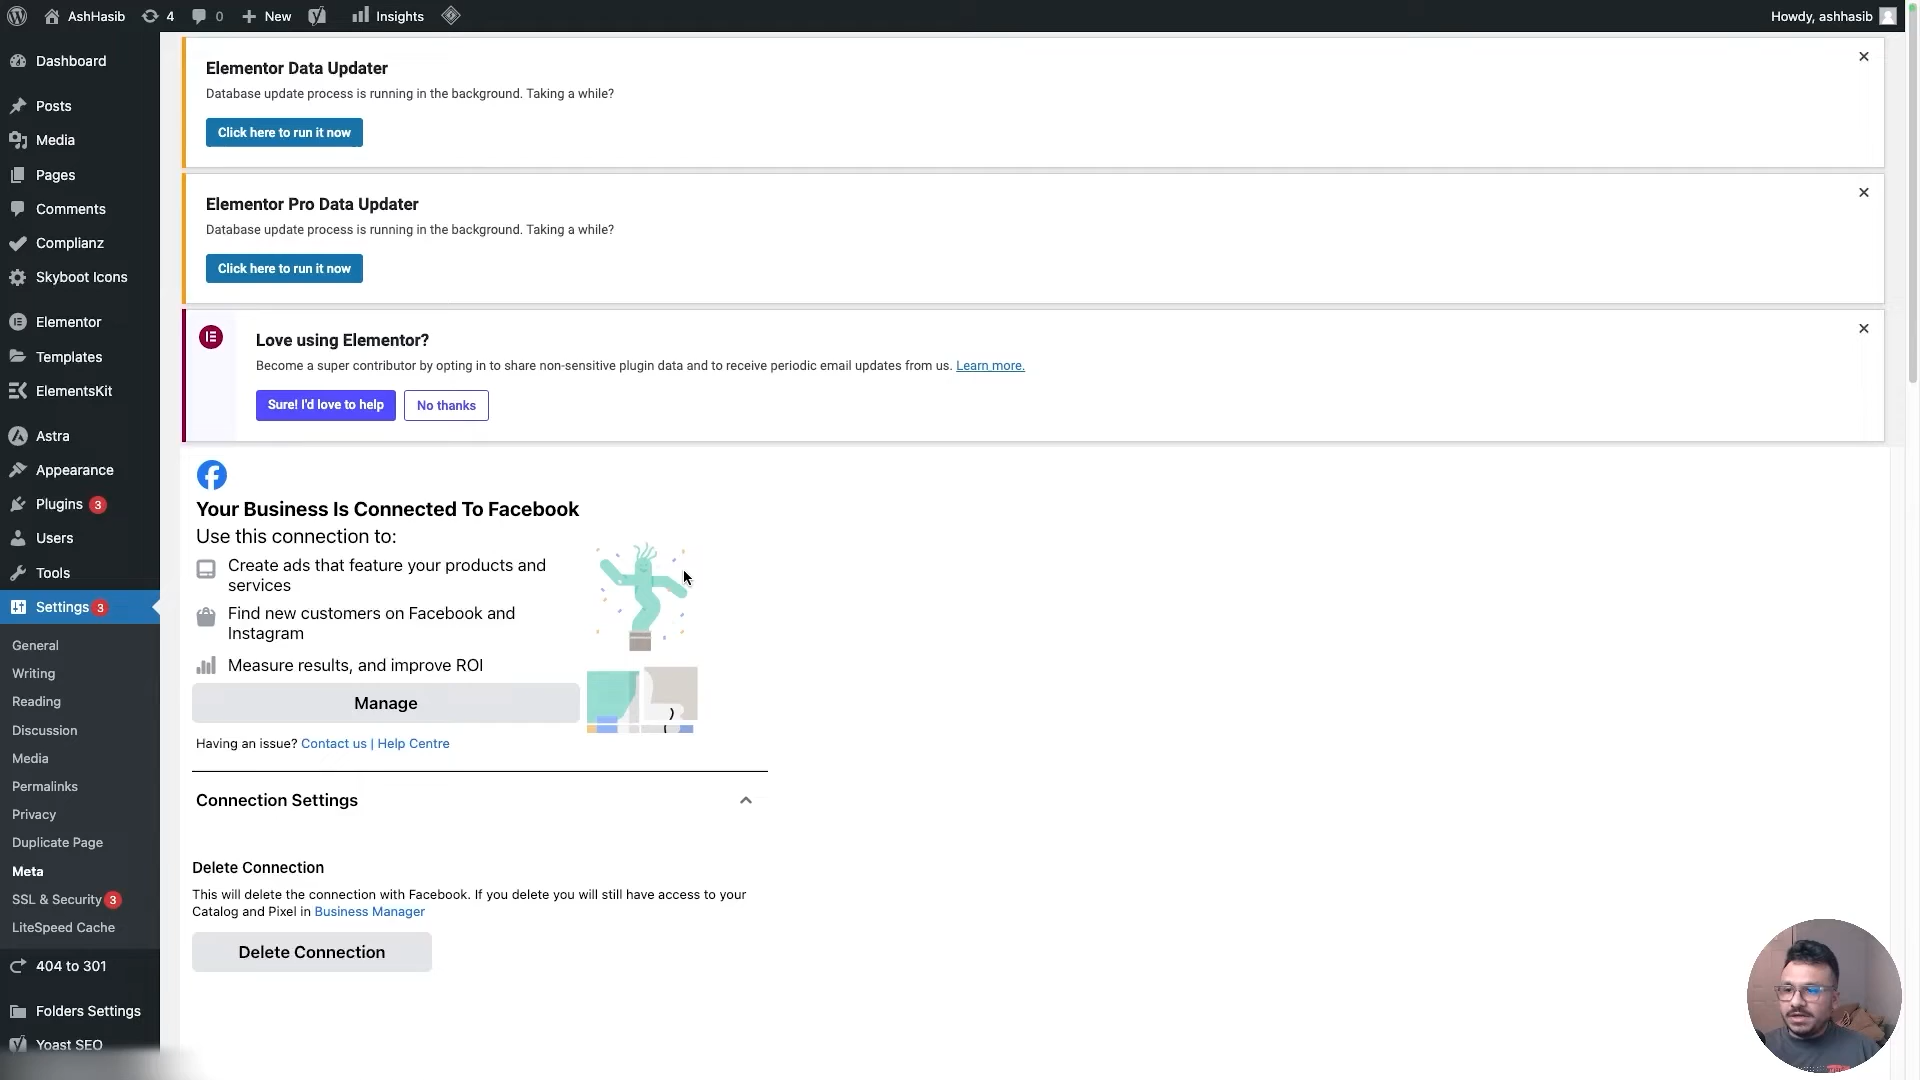 AshHasib
4
0
New
Insights
Howdy, ashhasib
Dashboard
Posts
Media
Pages
Comments
Complianz
Skyboot Icons
Elementor
Templates
ElementsKit
Astra
Appearance
Plugins 3
Users
Tools
Settings 3
General
Writing
Reading
Discussion
Media
Permalinks
Privacy
Duplicate Page
Meta
SSL & Security 3
LiteSpeed Cache
404 to 301
Folders Settings
Yoast SEO
Elementor Data Updater
Database update process is running in the background. Taking a while?
Click here to run it now
Elementor Pro Data Updater
Database update process is running in the background. Taking a while?
Click here to run it now
Love using Elementor?
Become a super contributor by opting in to share non-sensitive plugin data and to receive periodic email updates from us. Learn more.
Sure! I'd love to help
No thanks
Your Business Is Connected To Facebook
Use this connection to:
Create ads that feature your products and
services
Find new customers on Facebook and
Instagram
Measure results, and improve ROI
Manage
Having an issue? Contact us | Help Centre
Connection Settings
Delete Connection
This will delete the connection with Facebook. If you delete you will still have access to your
Catalog and Pixel in Business Manager
Delete Connection